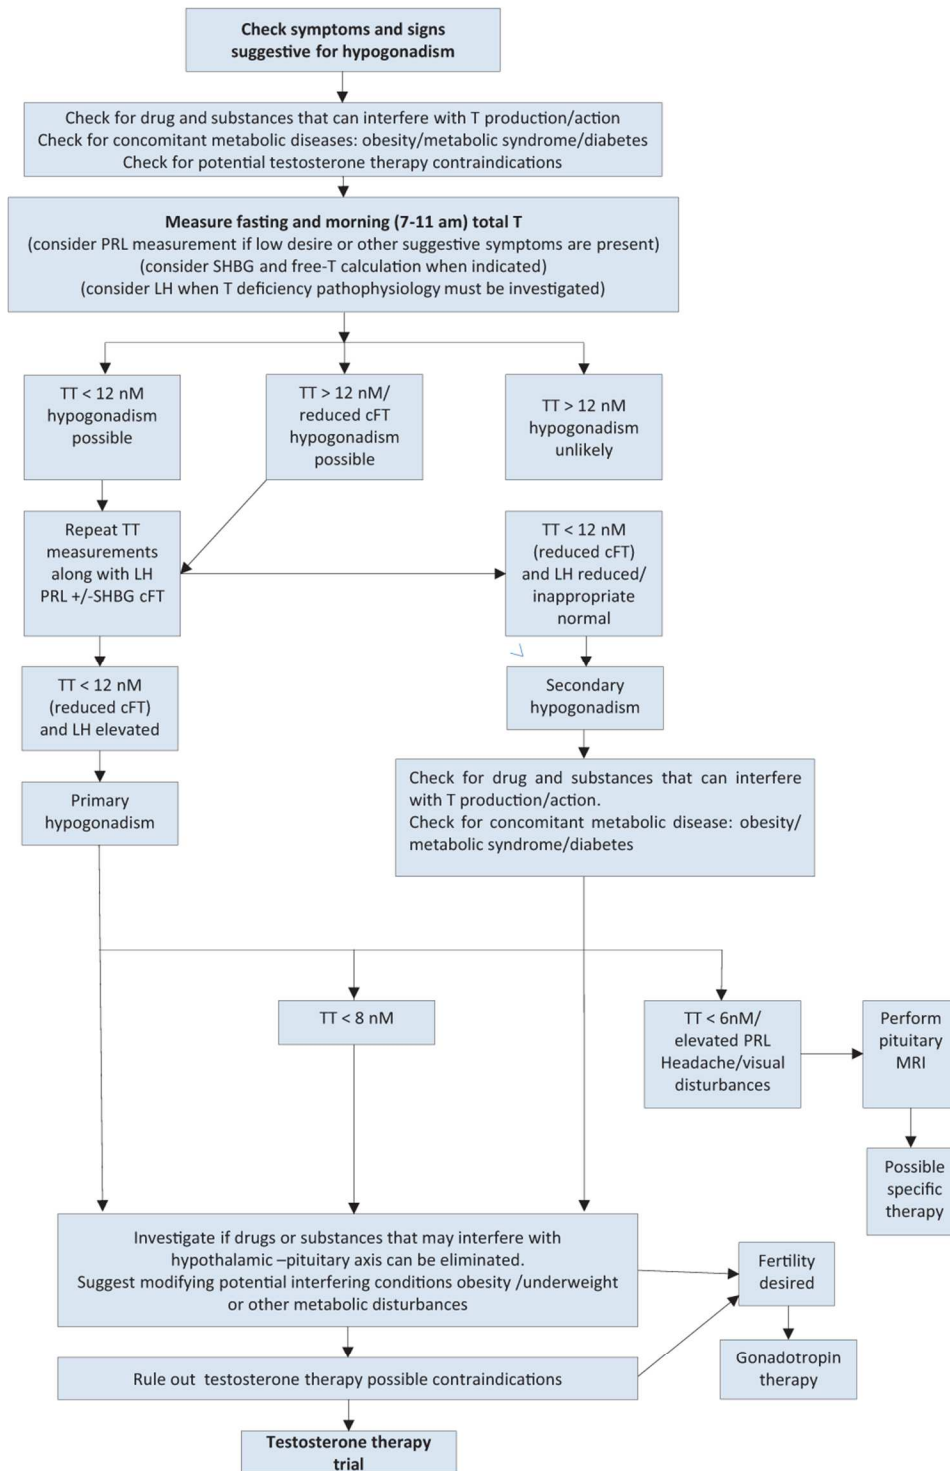 Check symptoms and signs
suggestive for hypogonadism
Check for drug and substances that can interfere with T production/action
Check for concomitant metabolic diseases: obesity/metabolic syndrome/diabetes
Check for potential testosterone therapy contraindications
Measure fasting and morning (7-11 am) total T
(consider PRL measurement if low desire or other suggestive symptoms are present)
(consider SHBG and free-T calculation when indicated)
(consider LH when T deficiency pathophysiology must be investigated)
TT < 12 nM
hypogonadism
possible
TT > 12 nM/
reduced cFT
hypogonadism
possible
TT > 12 nM
hypogonadism
unlikely
Repeat TT
measurements
along with LH
PRL +/-SHBG cFT
TT < 12 nM
(reduced cFT)
and LH reduced/
inappropriate
normal
TT < 12 nM
(reduced cFT)
and LH elevated
Secondary
hypogonadism
Primary
hypogonadism
Check for drug and substances that can interfere
with T production/action.
Check for concomitant metabolic disease: obesity/
metabolic syndrome/diabetes
TT < 8 nM
TT < 6nM/
elevated PRL
Headache/visual
disturbances
Perform
pituitary
MRI
Possible
specific
therapy
Investigate if drugs or substances that may interfere with
hypothalamic –pituitary axis can be eliminated.
Suggest modifying potential interfering conditions obesity /underweight
or other metabolic disturbances
Fertility
desired
Gonadotropin
therapy
Rule out testosterone therapy possible contraindications
Testosterone therapy
trial